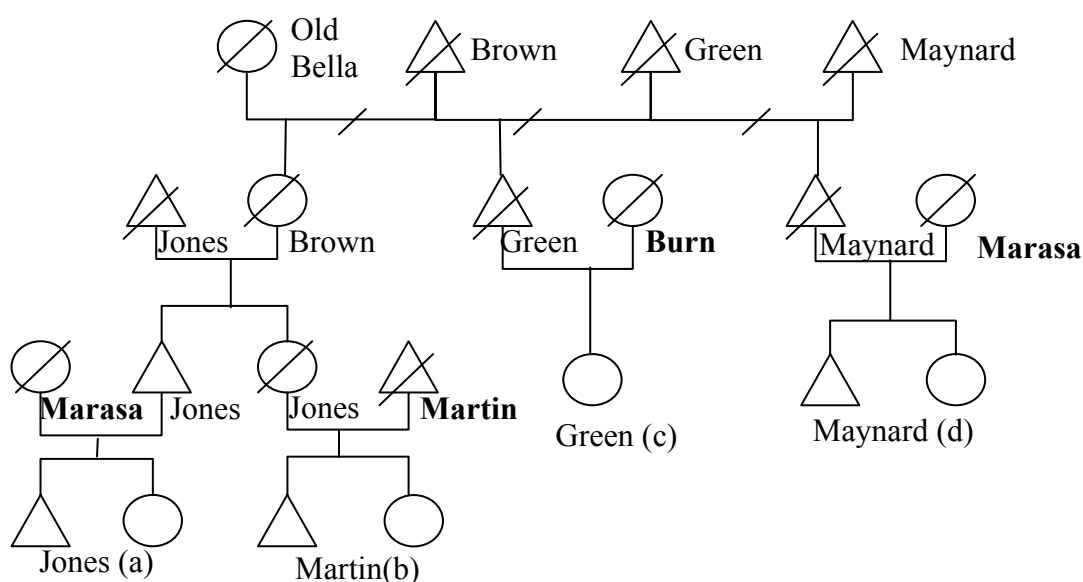 Old
Bella
Brown
Green
Maynard
Jones
Brown
Green
Burn
Maynard
Marasa
Marasa
Jones
Jones
Martin
Green (c)
Maynard (d)
Jones (a)
Martin(b)